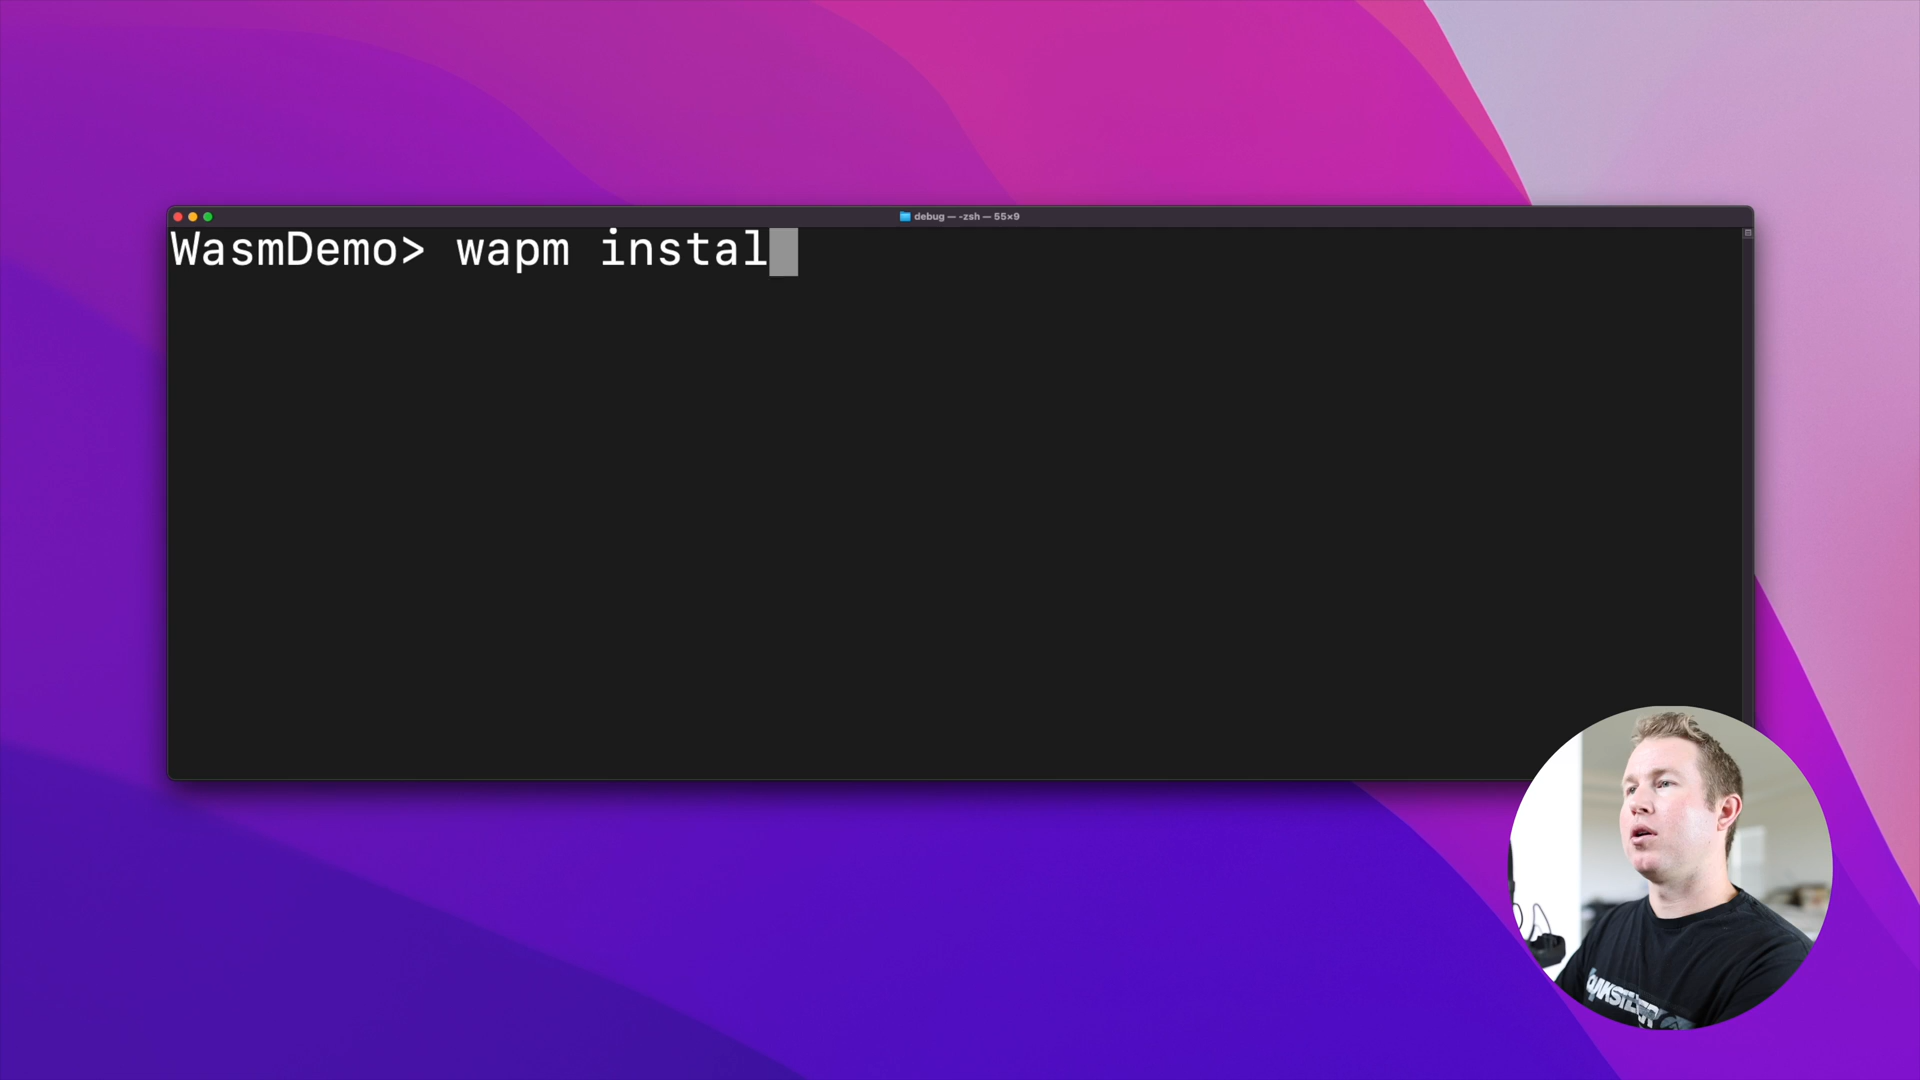 debug — -zsh — 55×9
WasmDemo> wapm instal